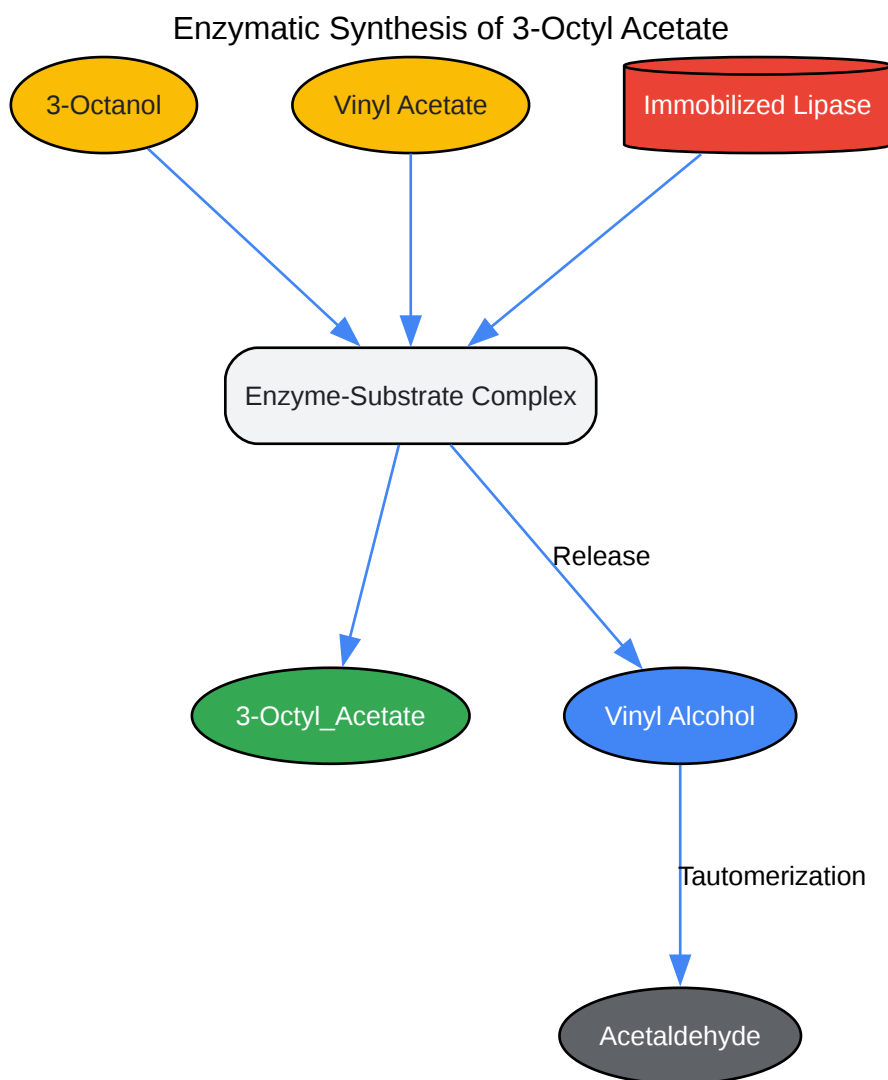 Enzymatic Synthesis of 3-Octyl Acetate
3-Octanol
Vinyl Acetate
Immobilized Lipase
Enzyme-Substrate Complex
Release
3-Octyl_Acetate
Vinyl Alcohol
Tautomerization
Acetaldehyde